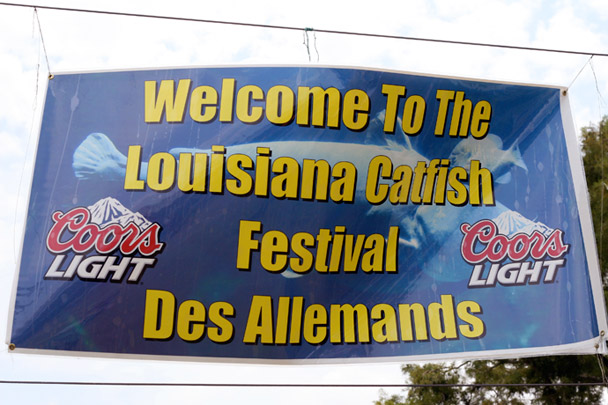 Welcome To The
Louisiana Catfish
Festival
Des Allemands
Coors
LIGHT
Coors
LIGHT